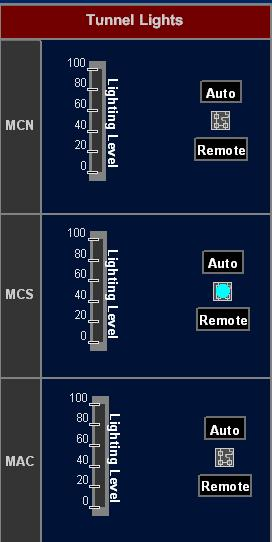 Tunnel Lights
MCN
100
80
60
40
20
0
Lighting Level
Auto
Remote
MCS
100
80
60
40
20
0
Lighting Level
Auto
Remote
MAC
100
80
60
40
20
0
Lighting Level
Auto
Remote